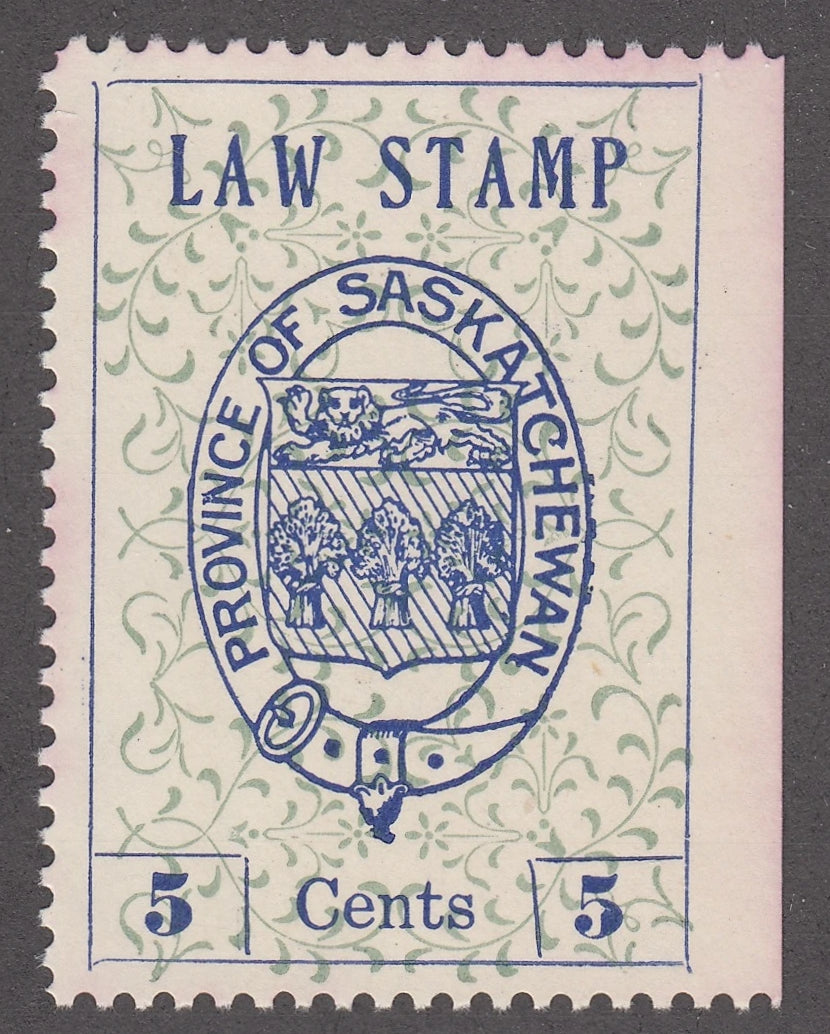 LAW STAMP
PROVINCE OF SASKATCHEWAN
5 Cents 5